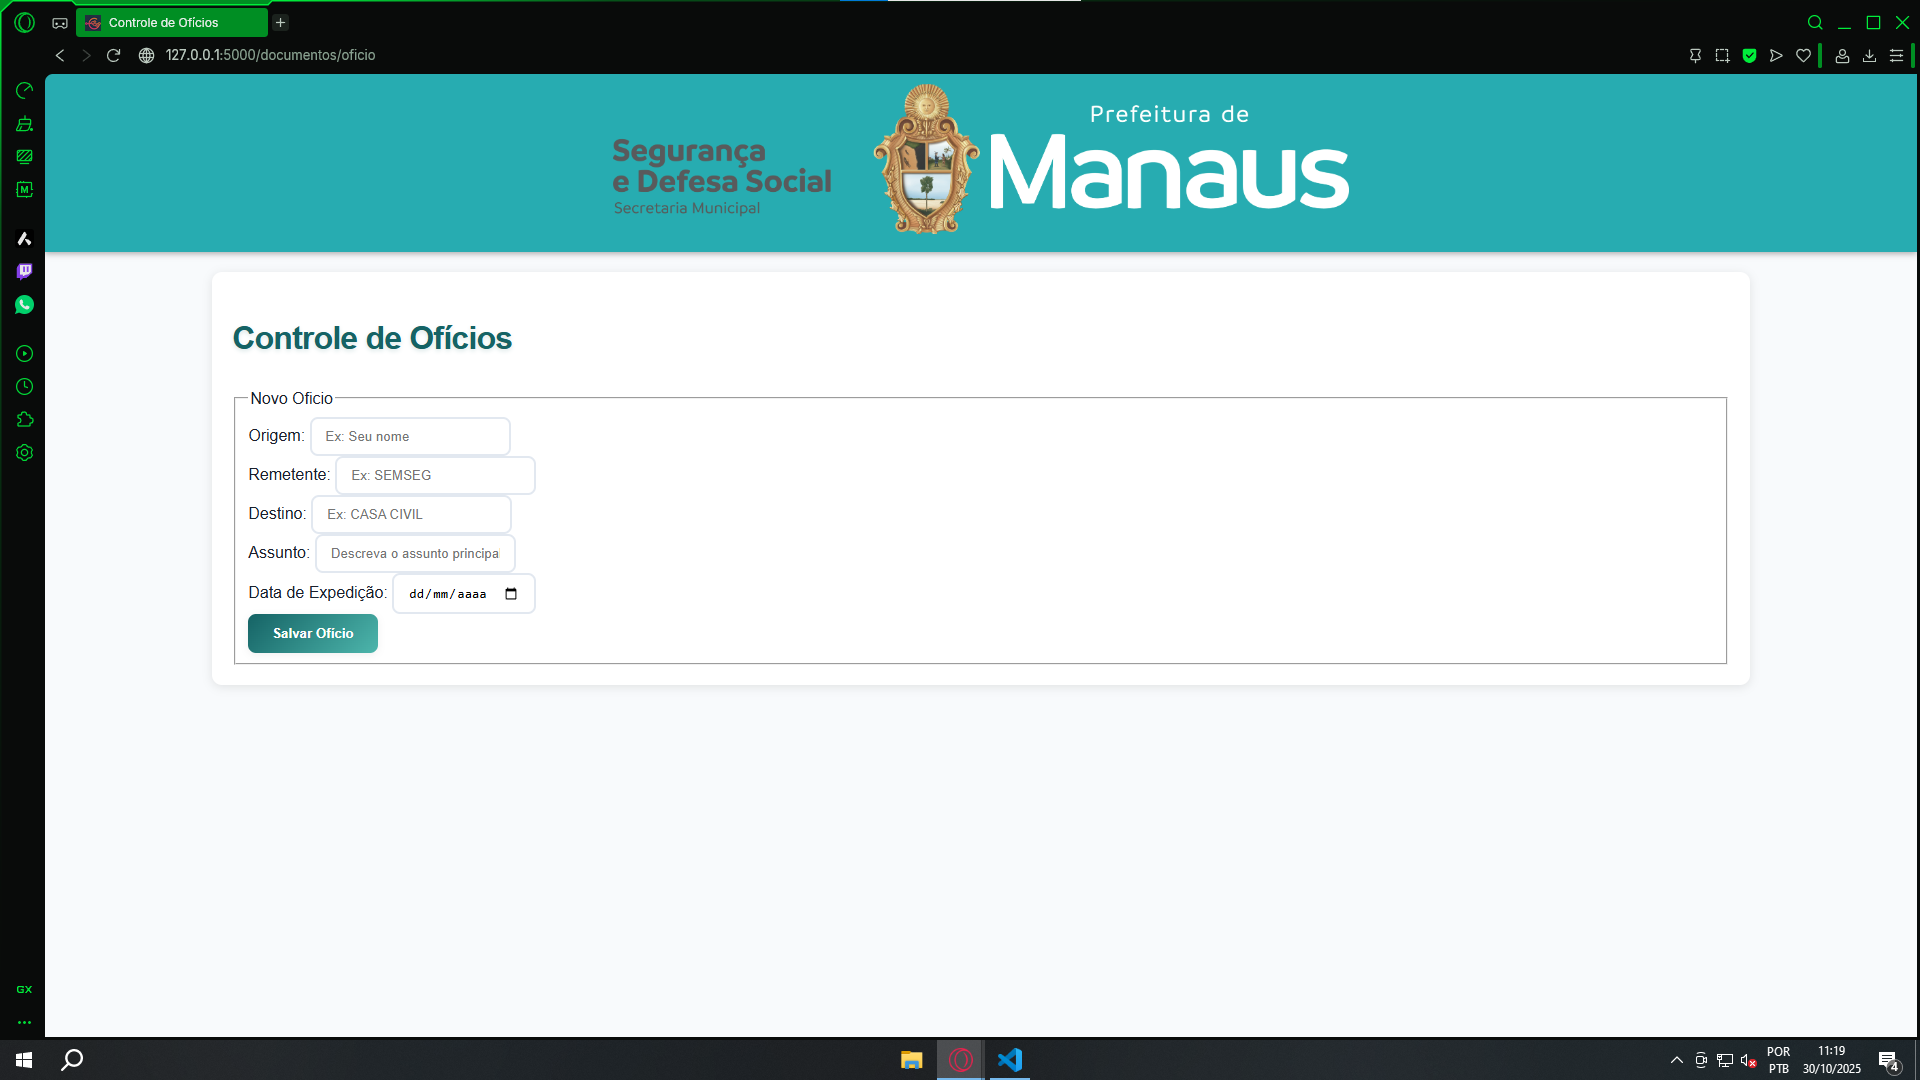 Controle de Ofícios
127.0.0.1:5000/documentos/oficio
Segurança
e Defesa Social
Secretaria Municipal
Prefeitura de
Manaus
Controle de Ofícios
Novo Oficio
Origem: Ex: Seu nome
Remetente: Ex: SEMSEG
Destino: Ex: CASA CIVIL
Assunto: Descreva o assunto principa
Data de Expedição: dd/mm/aaaa
Salvar Ofício
GX
POR
PTB
11:19
30/10/2025
4